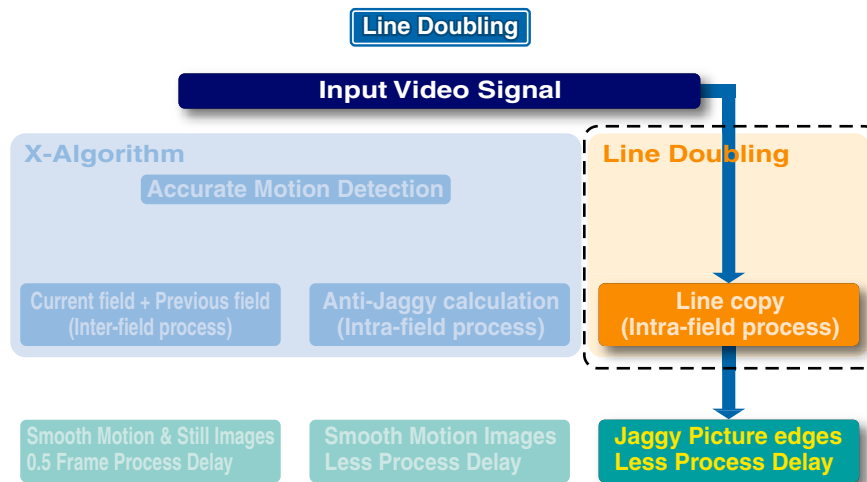 Line Doubling
Input Video Signal
X-Algorithm
Line Doubling
Accurate Motion Detection
Current field + Previous field
(Inter-field process)
Anti-Jaggy calculation
(Intra-field process)
Line copy
(Intra-field process)
Smooth Motion & Still Images
0.5 Frame Process Delay
Smooth Motion Images
Less Process Delay
Jaggy Picture edges
Less Process Delay